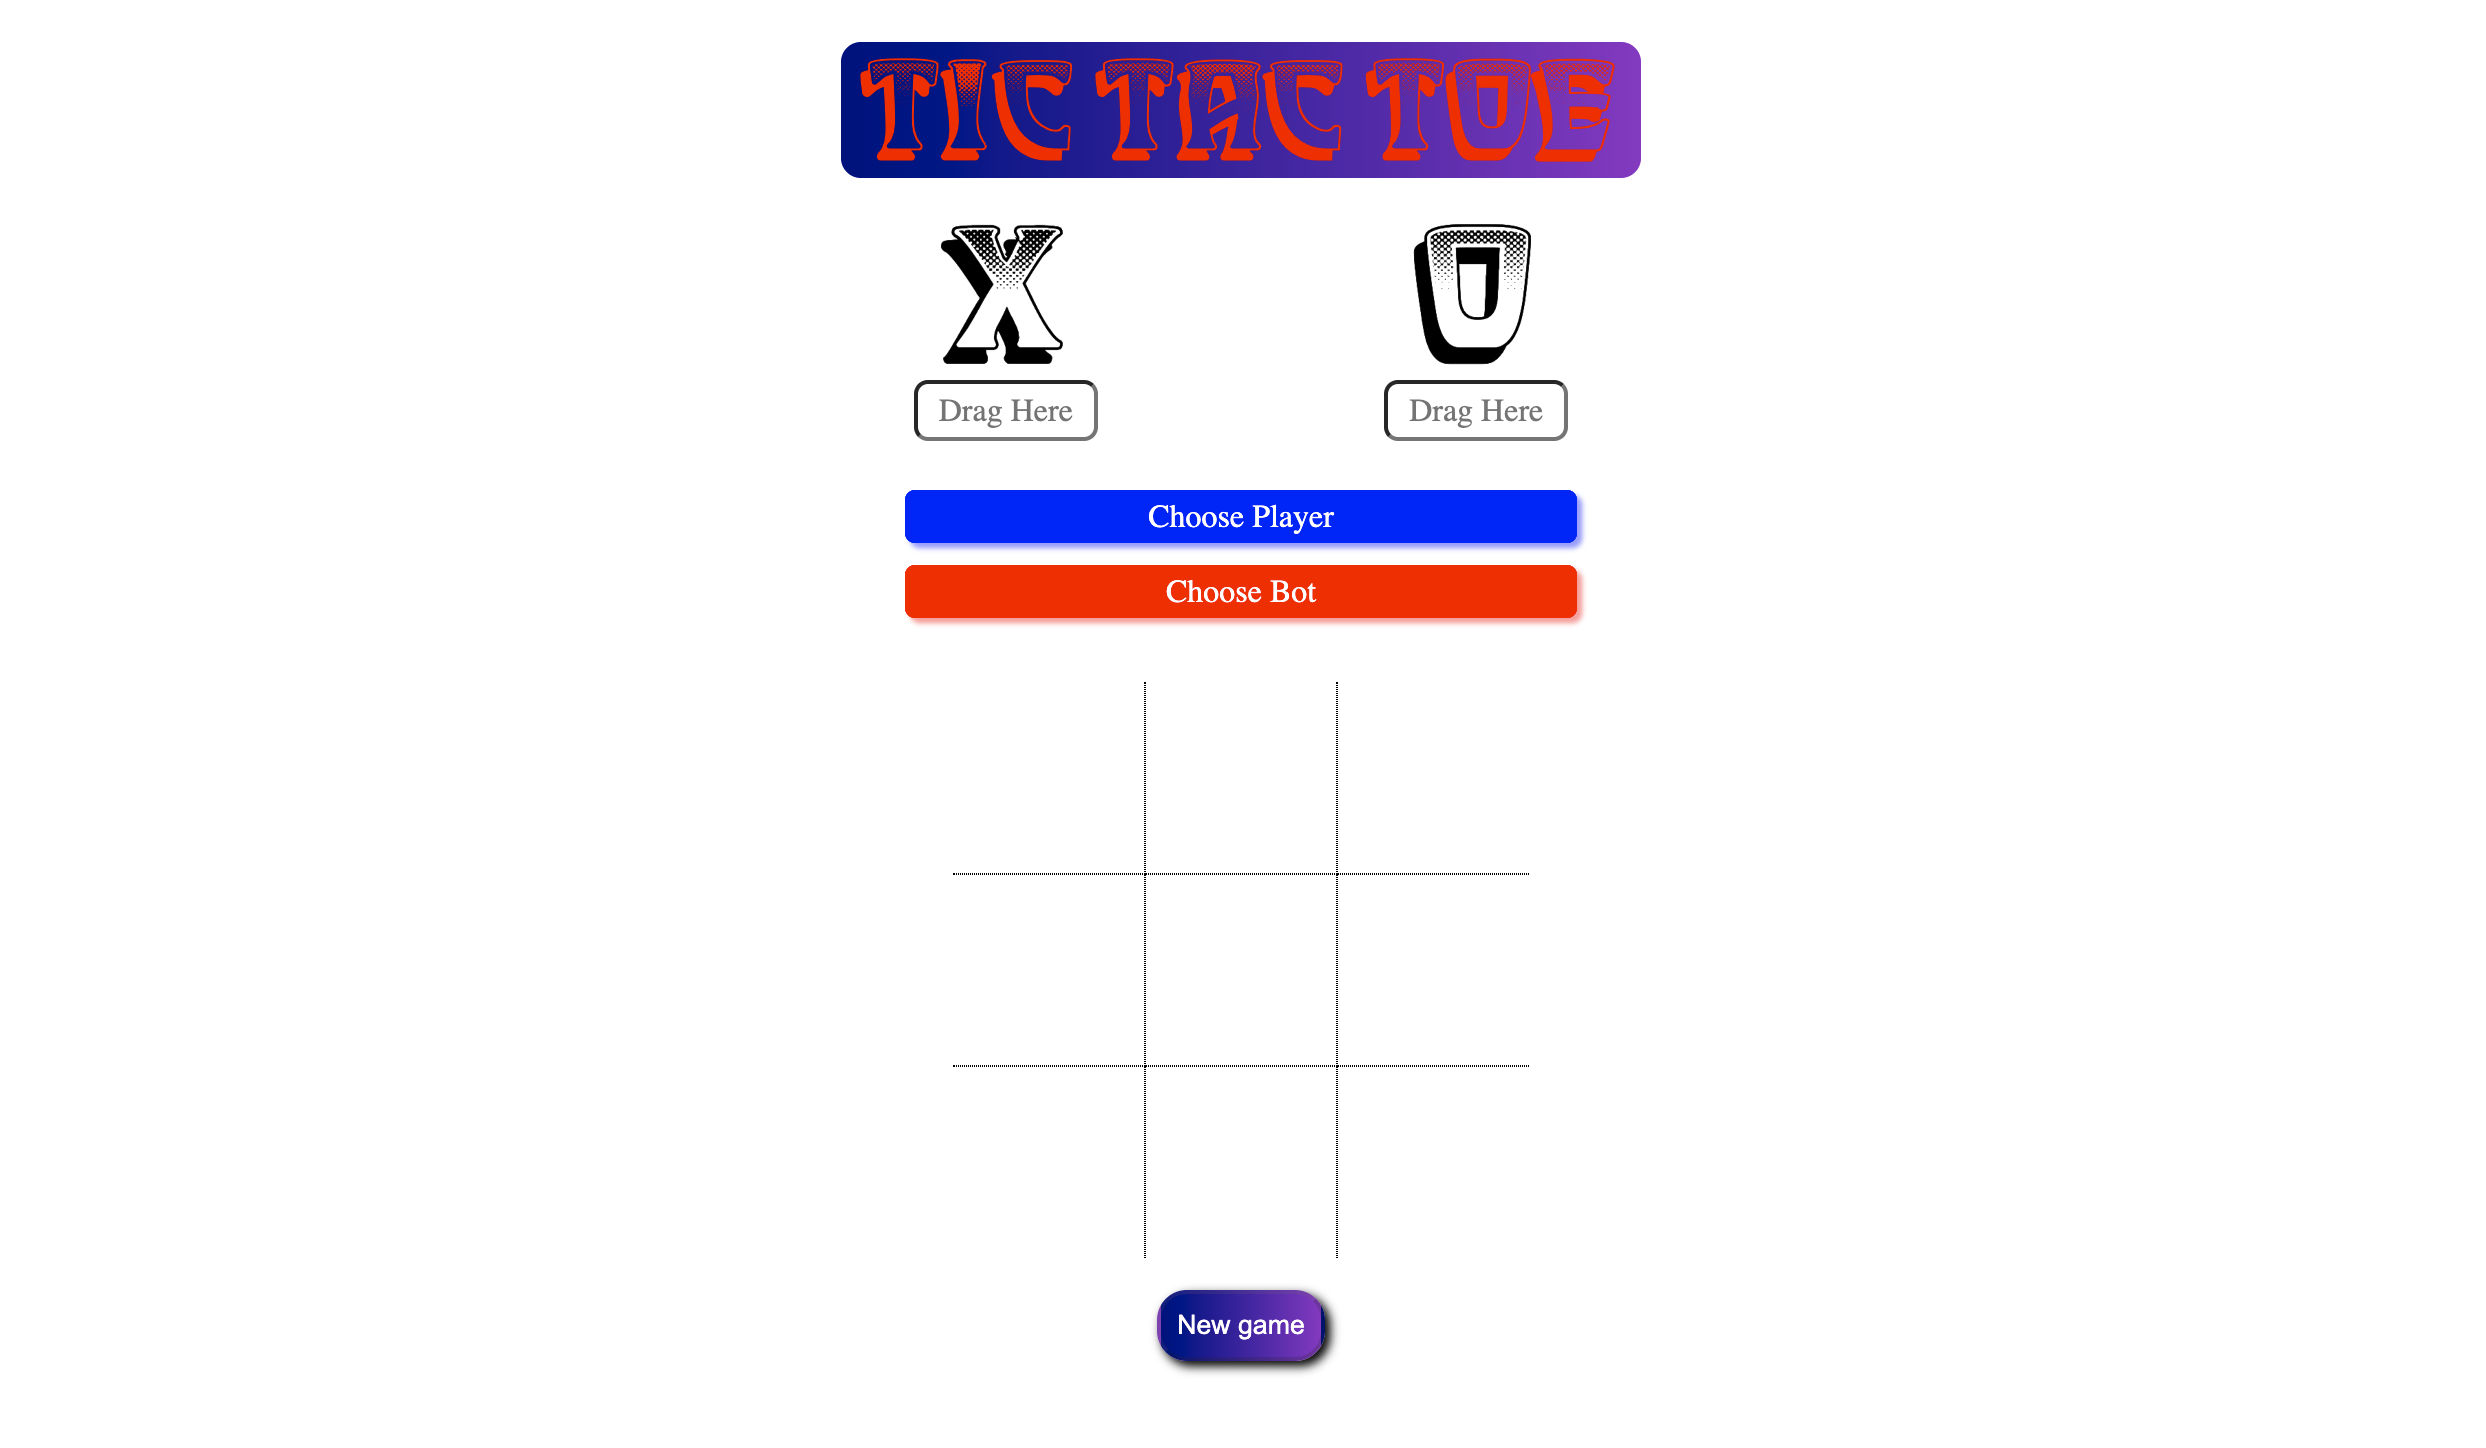 TIC TAC TOE
X O
Drag Here Drag Here
Choose Player
Choose Bot
New game